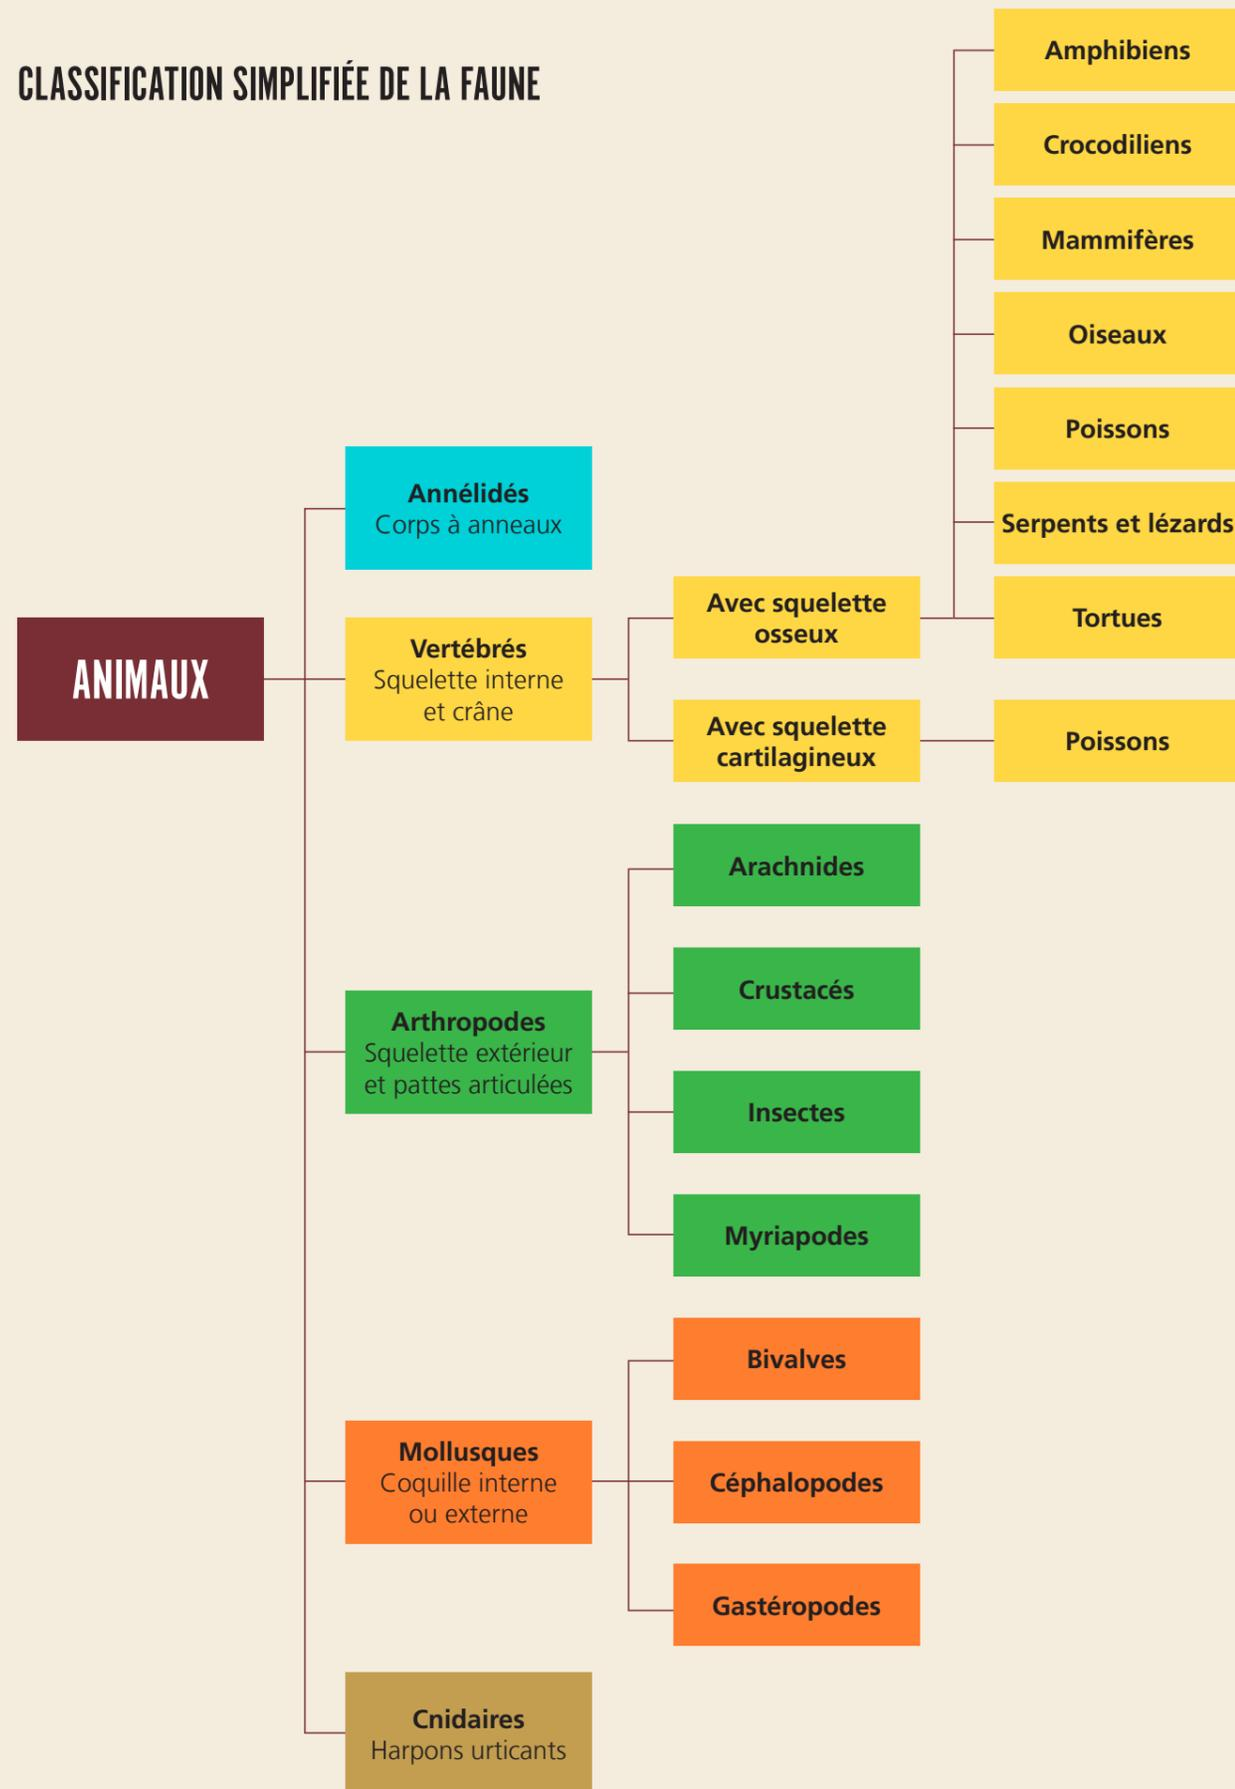 CLASSIFICATION SIMPLIFIÉE DE LA FAUNE
ANIMAUX
Annélidés
Corps à anneaux
Vertébrés
Squelette interne
et crâne
Avec squelette
osseux
Amphibiens
Crocodiliens
Mammifères
Oiseaux
Poissons
Serpents et lézards
Tortues
Avec squelette
cartilagineux
Poissons
Arthropodes
Squelette extérieur
et pattes articulées
Arachnides
Crustacés
Insectes
Myriapodes
Mollusques
Coquille interne
ou externe
Bivalves
Céphalopodes
Gastéropodes
Cnidaires
Harpons urticants